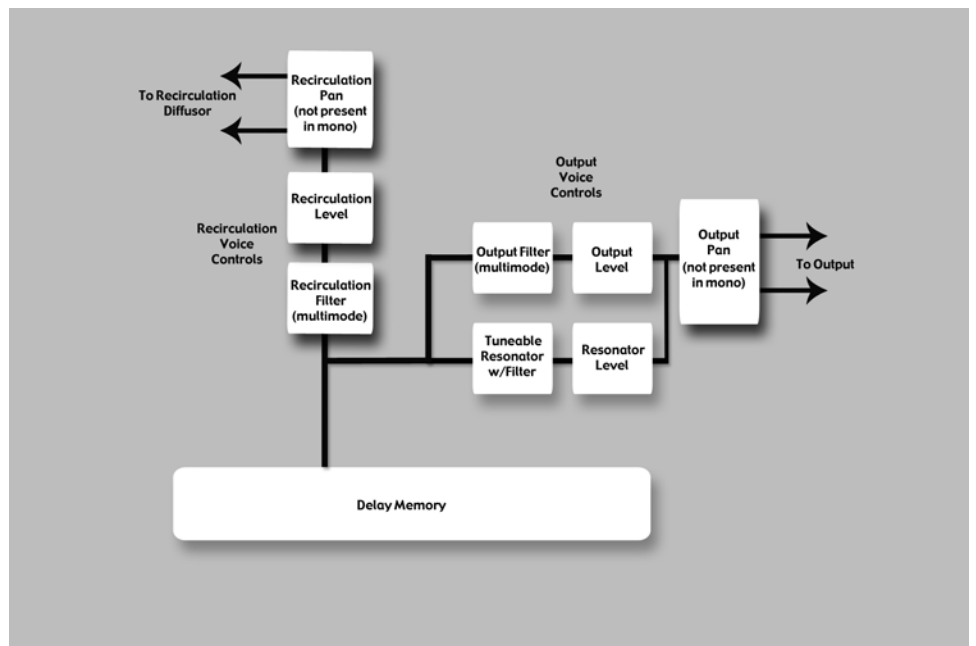 Recirculation
Pan
(not present
in mono)
To Recirculation
Diffusor
Recirculation
Level
Recirculation
Voice
Controls
Recirculation
Filter
(multimode)
Output
Voice
Controls
Output Filter
(multimode)
Output
Level
Output
Pan
(not present
in mono)
To Output
Tuneable
Resonator
w/Filter
Resonator
Level
Delay Memory